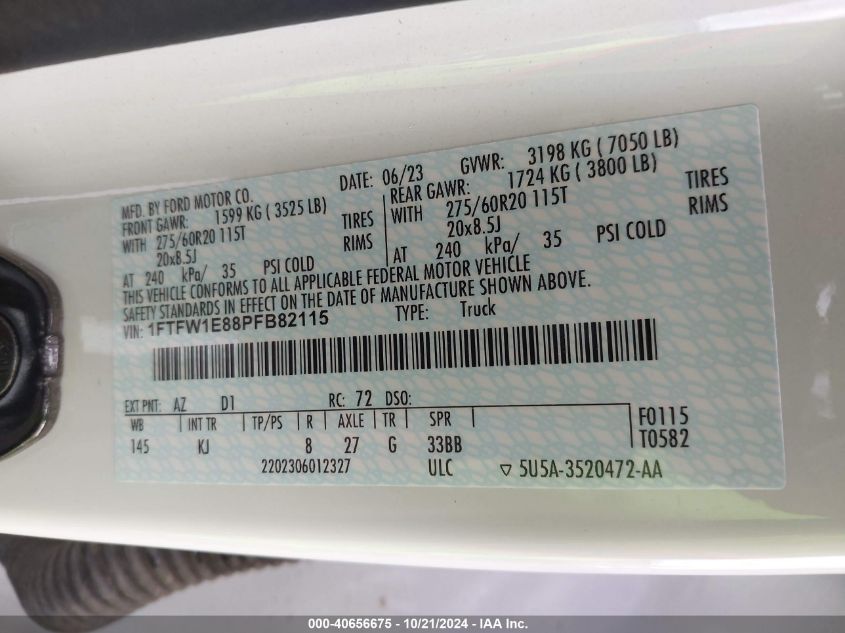 MFD. BY FORD MOTOR CO. DATE: 06/23 GVWR: 3198 KG ( 7050 LB)
FRONT GAWR: 1599 KG ( 3525 LB) REAR GAWR: 1724 KG ( 3800 LB)
WITH 275/60R20 115T TIRES WITH 275/60R20 115T TIRES
20x8.5J RIMS 20x8.5J RIMS
AT 240 kPa/ 35 PSI COLD AT 240 kPa/ 35 PSI COLD
THIS VEHICLE CONFORMS TO ALL APPLICABLE FEDERAL MOTOR VEHICLE
SAFETY STANDARDS IN EFFECT ON THE DATE OF MANUFACTURE SHOWN ABOVE.
VIN: 1FTFW1E88PFB82115 TYPE: Truck
EXT PNT: AZ D1 RC: 72 DSO:
WB INT TR TP/PS R AXLE TR SPR F0115
145 KJ 8 27 G 33BB T0582
2202306012327 ULC ▽ 5U5A-3520472-AA
000-40656675 - 10/21/2024 - IAA Inc.